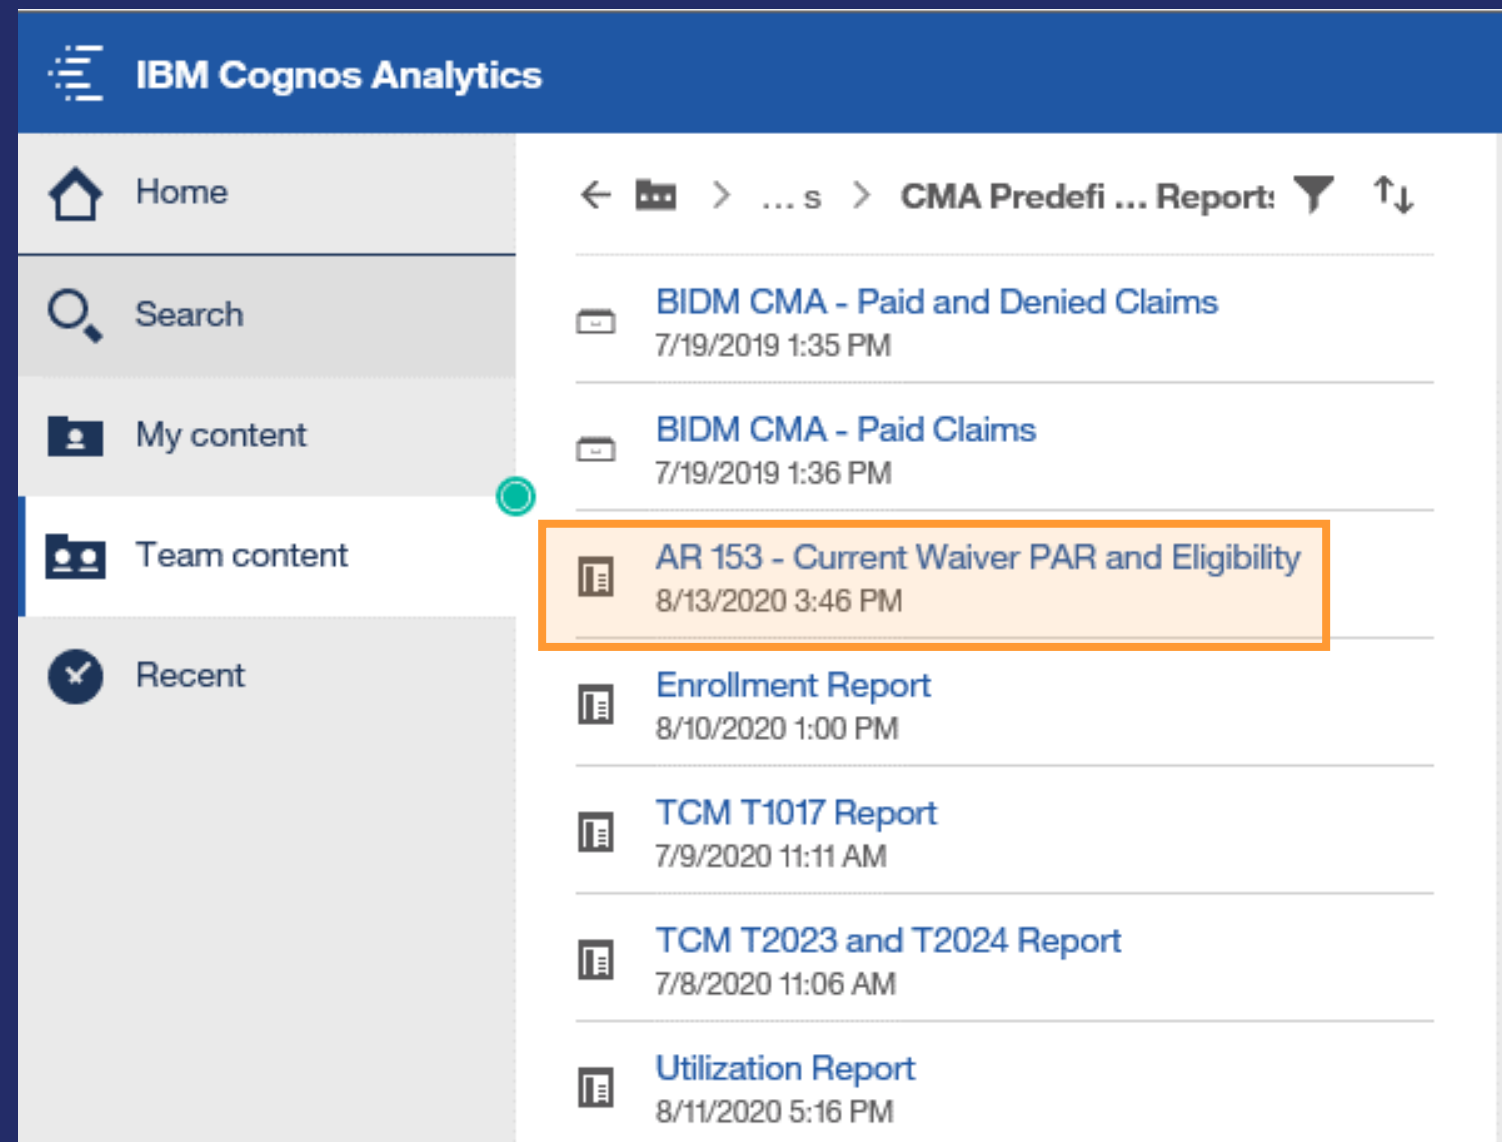 IBM Cognos Analytics
Home
Search
My content
Team content
Recent
... s > CMA Predefi ... Reports
BIDM CMA - Paid and Denied Claims
7/19/2019 1:35 PM
BIDM CMA - Paid Claims
7/19/2019 1:36 PM
AR 153 - Current Waiver PAR and Eligibility
8/13/2020 3:46 PM
Enrollment Report
8/10/2020 1:00 PM
TCM T1017 Report
7/9/2020 11:11 AM
TCM T2023 and T2024 Report
7/8/2020 11:06 AM
Utilization Report
8/11/2020 5:16 PM